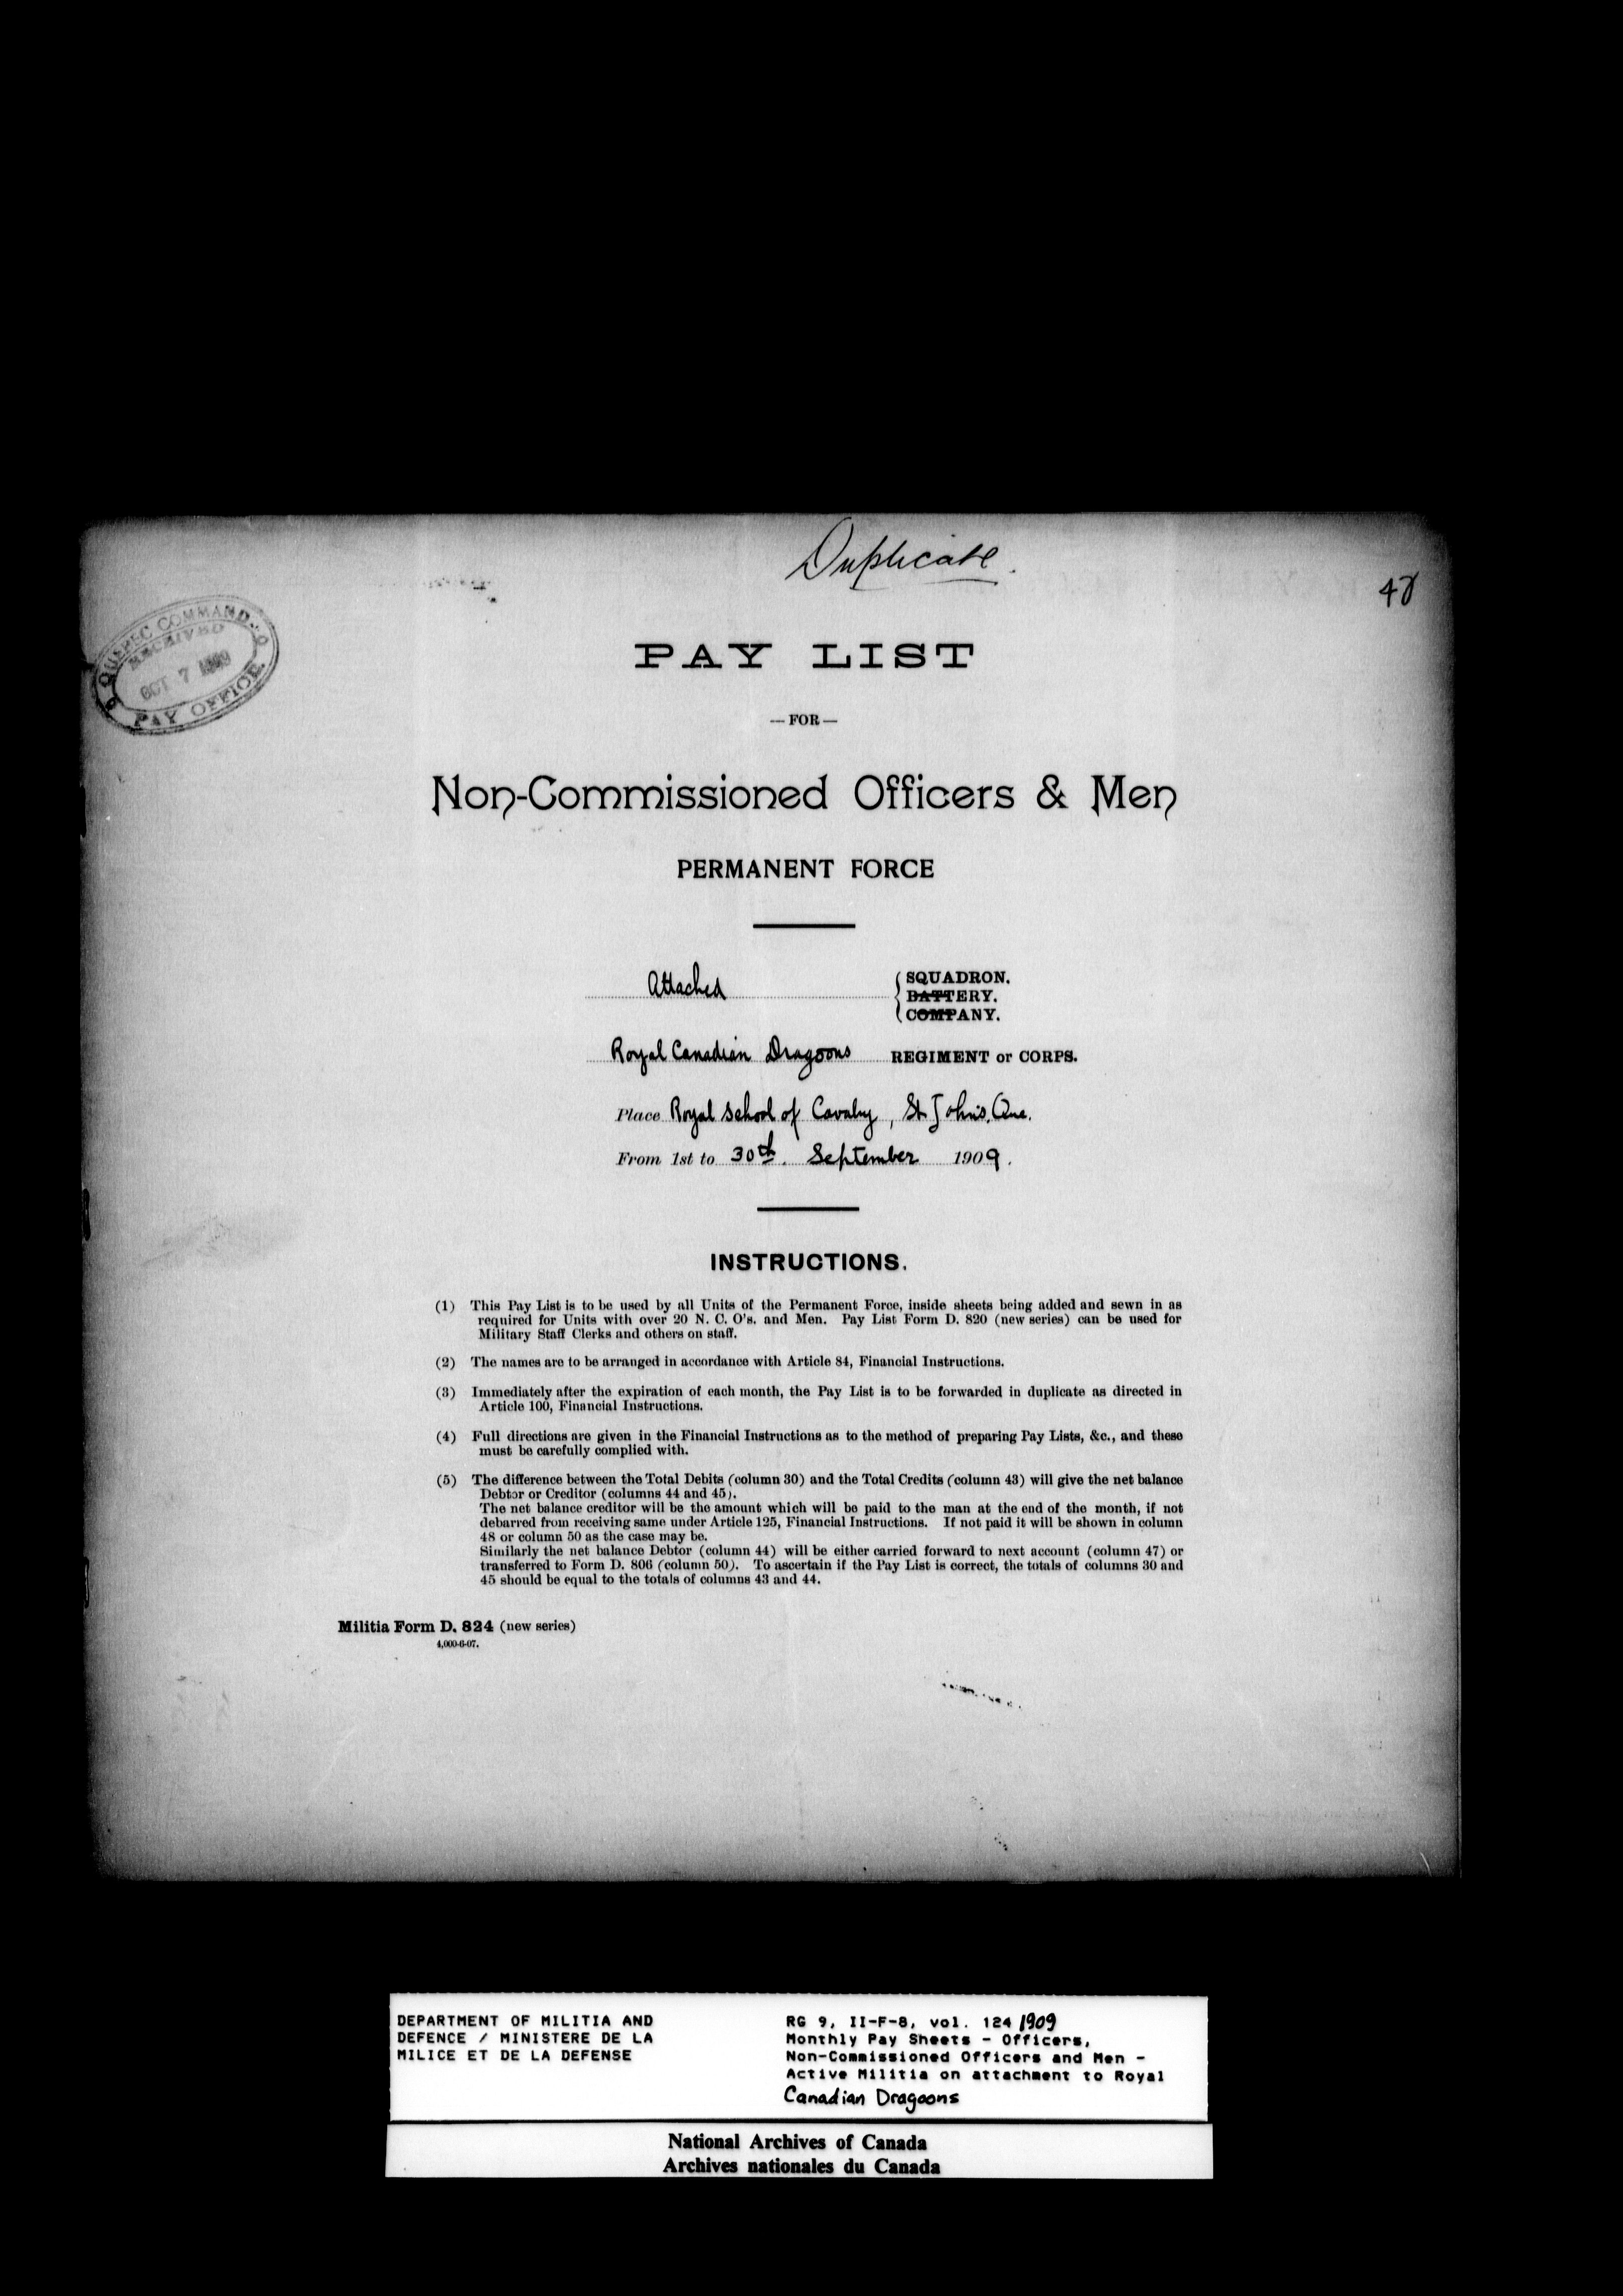 Duplicate.
QUEBEC COMMAND.
RECEIVED
OCT 7 1909
PAY OFFICE.
PAY LIST
— FOR —
Non-Commissioned Officers & Men
PERMANENT FORCE
Attached
SQUADRON.
BATTERY.
COMPANY.
Royal Canadian Dragoons REGIMENT or CORPS.
Place Royal School of Cavalry, St Johns, Que.
From 1st to 30th. September 1909.
INSTRUCTIONS.
(1) This Pay List is to be used by all Units of the Permanent Force, inside sheets being added and sewn in as
required for Units with over 20 N. C. O's. and Men. Pay List Form D. 820 (new series) can be used for
Military Staff Clerks and others on staff.
(2) The names are to be arranged in accordance with Article 84, Financial Instructions.
(3) Immediately after the expiration of each month, the Pay List is to be forwarded in duplicate as directed in
Article 100, Financial Instructions.
(4) Full directions are given in the Financial Instructions as to the method of preparing Pay Lists, &c., and these
must be carefully complied with.
(5) The difference between the Total Debits (column 30) and the Total Credits (column 43) will give the net balance
Debtor or Creditor (columns 44 and 45).
The net balance creditor will be the amount which will be paid to the man at the end of the month, if not
debarred from receiving same under Article 125, Financial Instructions. If not paid it will be shown in column
48 or column 50 as the case may be.
Similarly the net balance Debtor (column 44) will be either carried forward to next account (column 47) or
transferred to Form D. 806 (column 50). To ascertain if the Pay List is correct, the totals of columns 30 and
45 should be equal to the totals of columns 43 and 44.
Militia Form D. 824 (new series)
4,000-6-07.
DEPARTMENT OF MILITIA AND
DEFENCE / MINISTERE DE LA
MILICE ET DE LA DEFENSE
RG 9, II-F-8, vol. 124 1909
Monthly Pay Sheets - Officers,
Non-Commissioned Officers and Men -
Active Militia on attachment to Royal
Canadian Dragoons
National Archives of Canada
Archives nationales du Canada